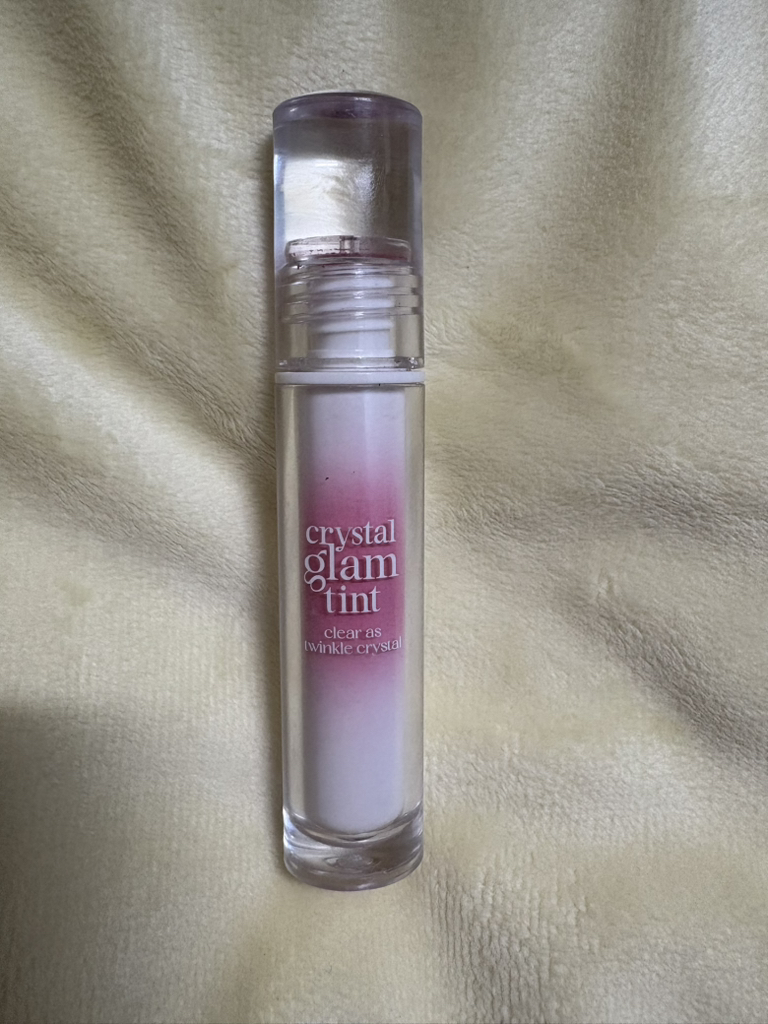 crystal
glam
tint
clear as
twinkle crystal